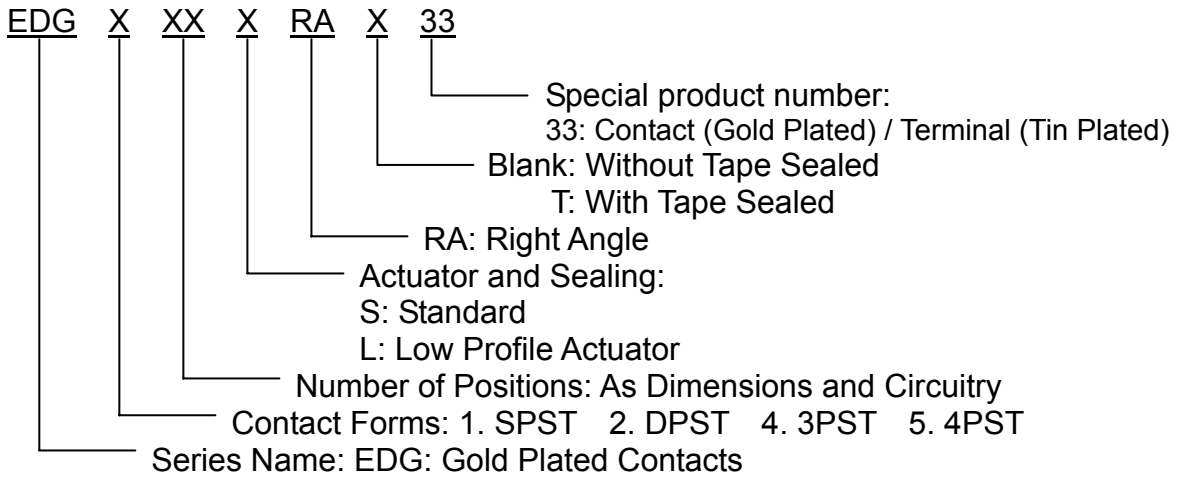 EDG X XX X RA X 33
Special product number:
33: Contact (Gold Plated) / Terminal (Tin Plated)
Blank: Without Tape Sealed
T: With Tape Sealed
RA: Right Angle
Actuator and Sealing:
S: Standard
L: Low Profile Actuator
Number of Positions: As Dimensions and Circuitry
Contact Forms: 1. SPST 2. DPST 4. 3PST 5. 4PST
Series Name: EDG: Gold Plated Contacts